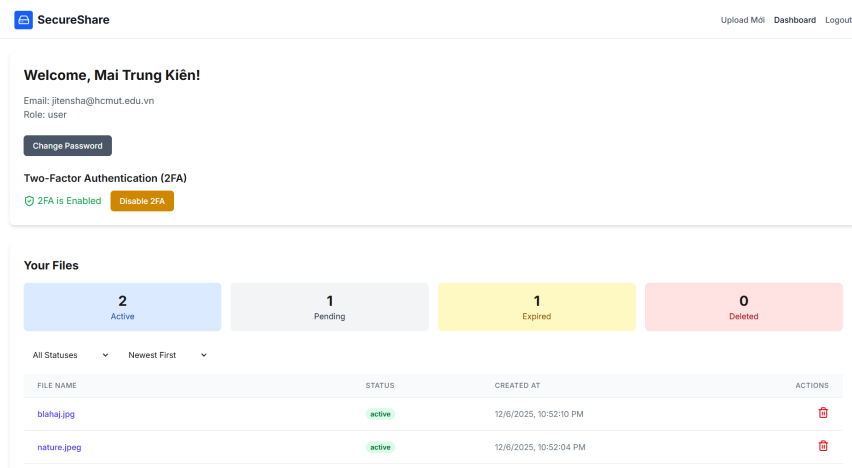 SecureShare
Upload Mới Dashboard Logout
Welcome, Mai Trung Kiên!
Email: jitensha@hcmut.edu.vn
Role: user
Change Password
Two-Factor Authentication (2FA)
2FA is Enabled Disable 2FA
Your Files
2 1 1 0
Active Pending Expired Deleted
All Statuses Newest First
FILE NAME STATUS CREATED AT ACTIONS
blahaj.jpg active 12/6/2025, 10:52:10 PM
nature.jpeg active 12/6/2025, 10:52:04 PM